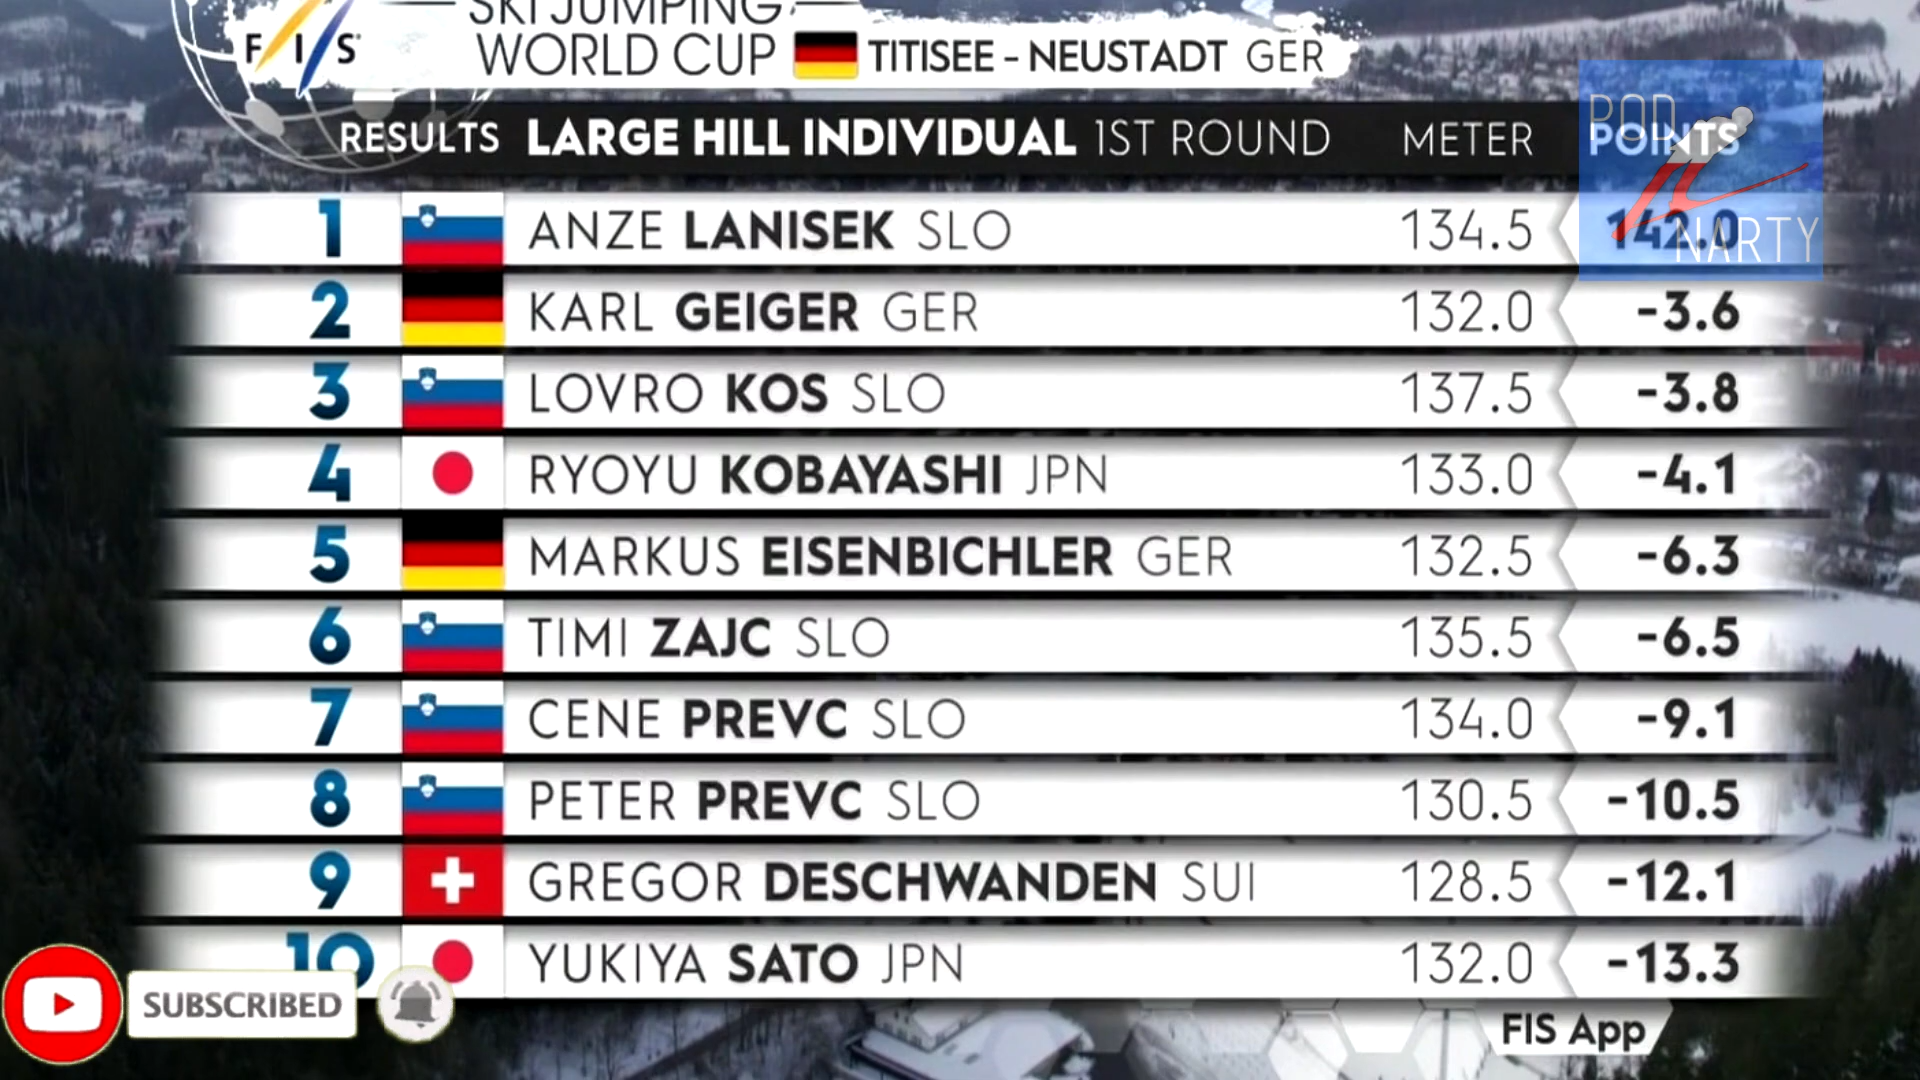 SKI JUMPING
FIS WORLD CUP TITISEE - NEUSTADT GER
RESULTS LARGE HILL INDIVIDUAL 1ST ROUND METER POINTS
POD
NARTY
1 ANZE LANISEK SLO 134.5 142.0
2 KARL GEIGER GER 132.0 -3.6
3 LOVRO KOS SLO 137.5 -3.8
4 RYOYU KOBAYASHI JPN 133.0 -4.1
5 MARKUS EISENBICHLER GER 132.5 -6.3
6 TIMI ZAJC SLO 135.5 -6.5
7 CENE PREVC SLO 134.0 -9.1
8 PETER PREVC SLO 130.5 -10.5
9 GREGOR DESCHWANDEN SUI 128.5 -12.1
10 YUKIYA SATO JPN 132.0 -13.3
SUBSCRIBED
FIS App